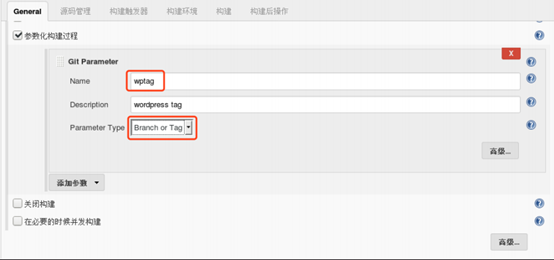 General 源码管理 构建触发器 构建环境 构建 构建后操作
参数化构建过程
X
Git Parameter
Name wptag
Description wordpress tag
Parameter Type Branch or Tag
高级...
添加参数
关闭构建
在必要的时候并发构建
高级...